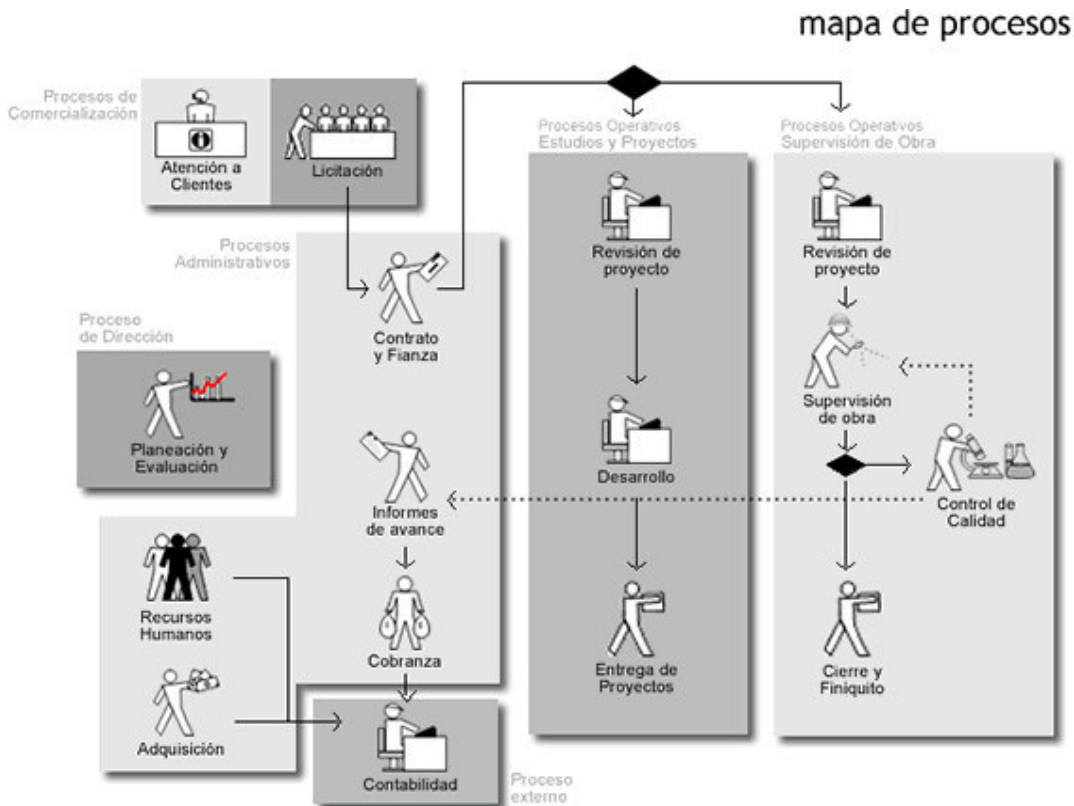 mapa de procesos
Procesos de
Comercialización
Atención a
Clientes
Licitación
Procesos
Administrativos
Contrato
y Fianza
Informes
de avance
Cobranza
Recursos
Humanos
Adquisición
Proceso
de Dirección
Planeación y
Evaluación
Contabilidad
Proceso
externo
Procesos Operativos
Estudios y Proyectos
Revisión de
proyecto
Desarrollo
Entrega de
Proyectos
Procesos Operativos
Supervisión de Obra
Revisión de
proyecto
Supervisión
de obra
Control de
Calidad
Cierre y
Finiquito